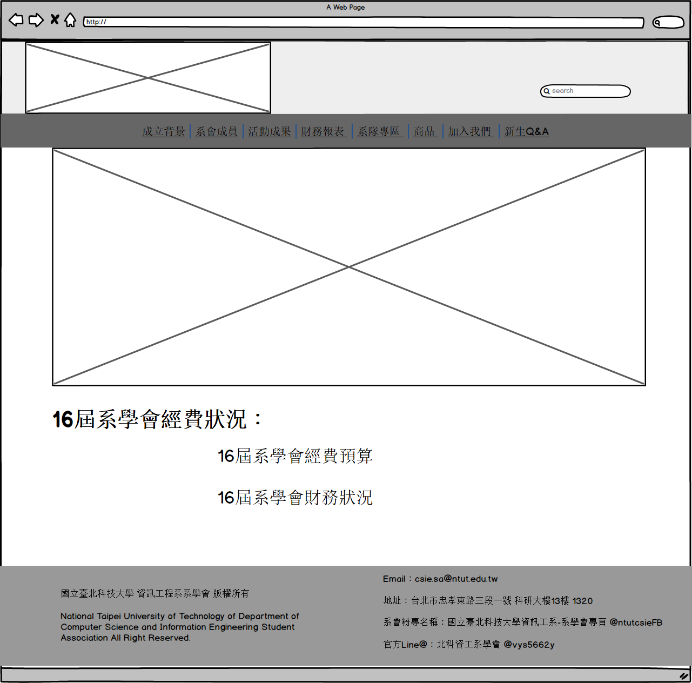 A Web Page
http://
search
成立背景 系會成員 活動成果 財務報表 系隊專區 商品 加入我們 新生Q&A
16屆系學會經費狀況：
16屆系學會經費預算
16屆系學會財務狀況
國立臺北科技大學 資訊工程系系學會 版權所有
National Taipei University of Technology of Department of
Computer Science and Information Engineering Student
Association All Right Reserved.
Email：csie.sa@ntut.edu.tw
地址：台北市忠孝東路三段一號 科研大樓13樓 1320
系會粉專名稱：國立臺北科技大學資訊工系-系學會專頁 @ntutcsieFB
官方Line@：北科資工系學會 @vys5662y